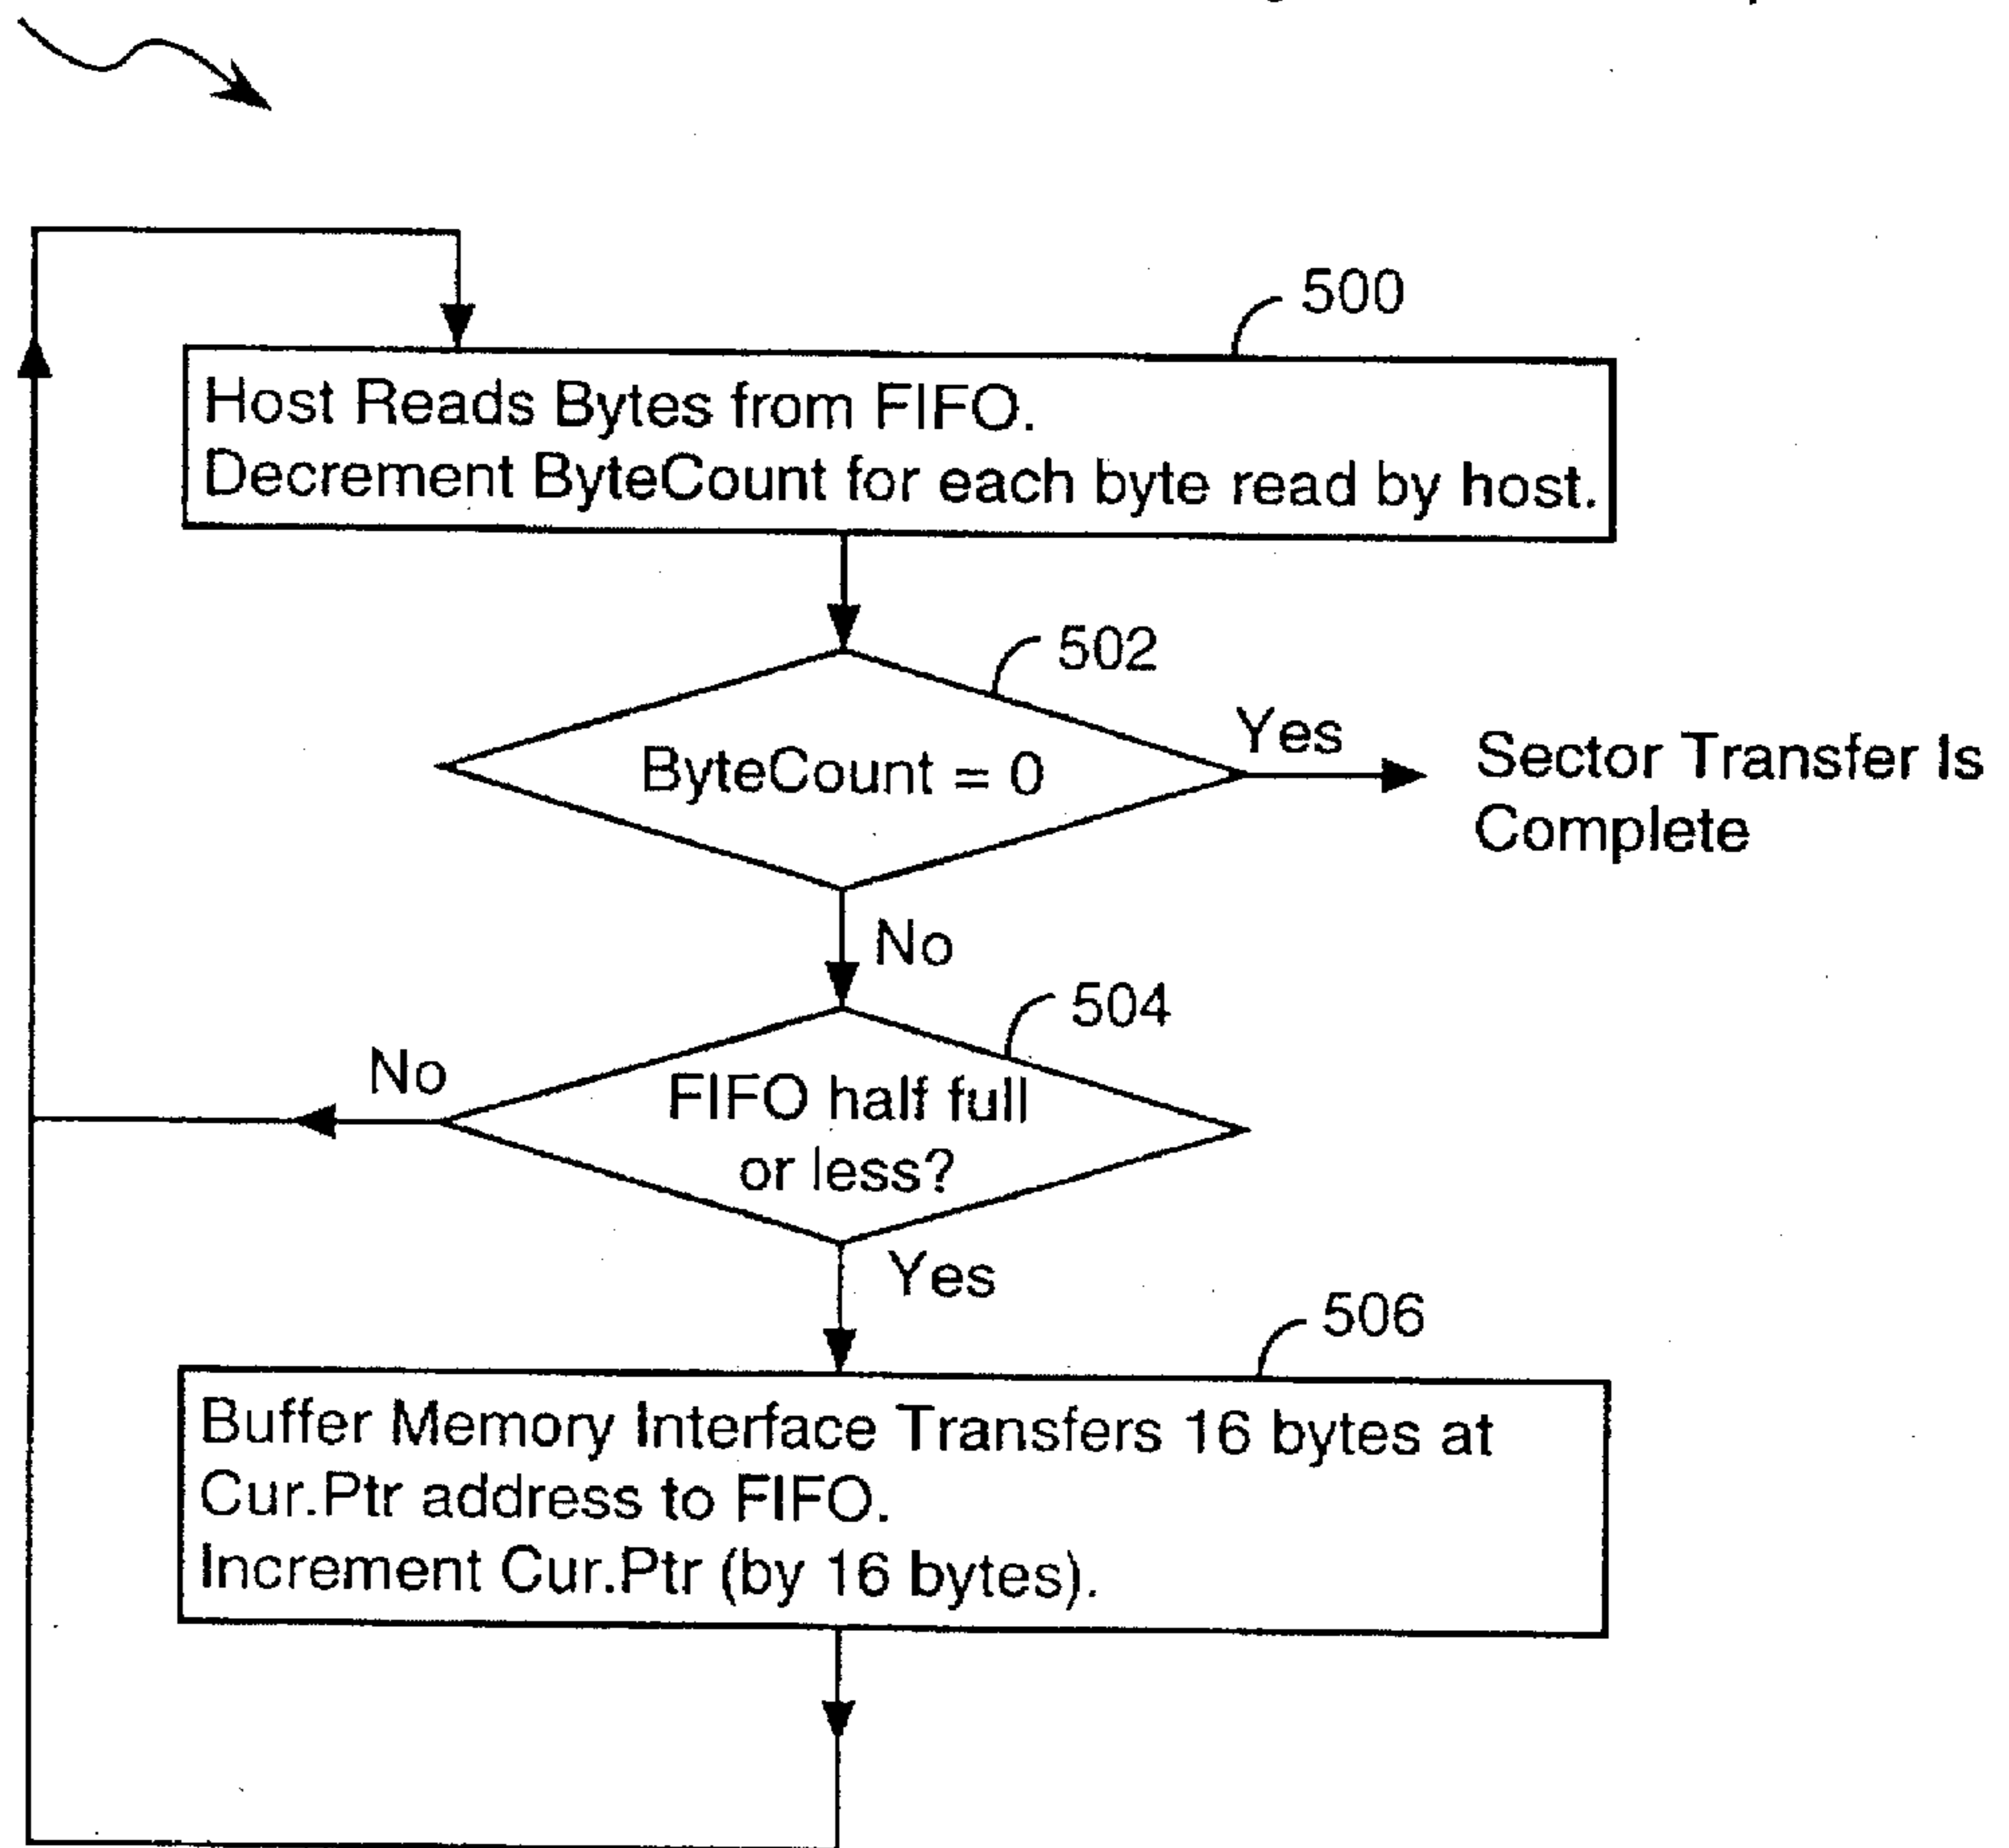 500
Host Reads Bytes from FIFO.
Decrement ByteCount for each byte read by host.
502
ByteCount = 0
Yes
Sector Transfer Is
Complete
No
504
No
FIFO half full
or less?
Yes
506
Buffer Memory Interface Transfers 16 bytes at
Cur.Ptr address to FIFO.
Increment Cur.Ptr (by 16 bytes).